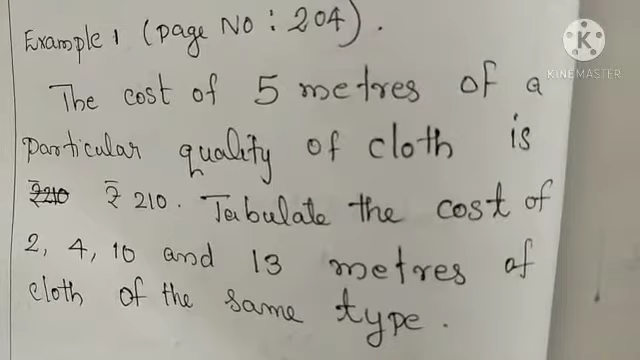 Example 1 (page No : 204).
The cost of 5 metres of a
particular quality of cloth is
₹210 ₹ 210. Tabulate the cost of
2, 4, 10 and 13 metres of
cloth of the same type.
K
KINEMASTER